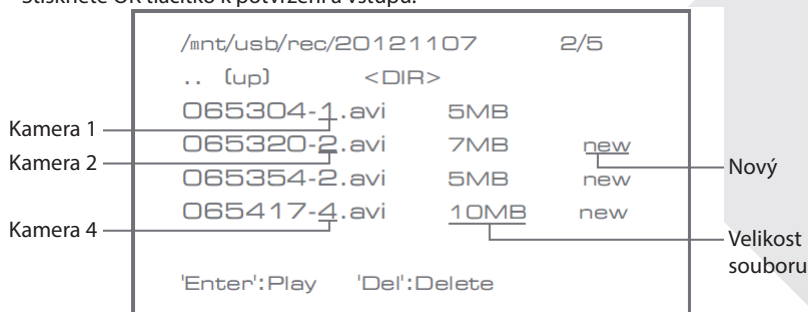 Stiskněte OK tlačítko k potvrzení a vstupu.
/mnt/usb/rec/20121107 2/5
.. (up) <DIR>
065304-1.avi 5MB
Kamera 1
065320-2.avi 7MB new
Kamera 2
Nový
065354-2.avi 5MB new
065417-4.avi 10MB new
Kamera 4
Velikost
souboru
'Enter':Play 'Del':Delete